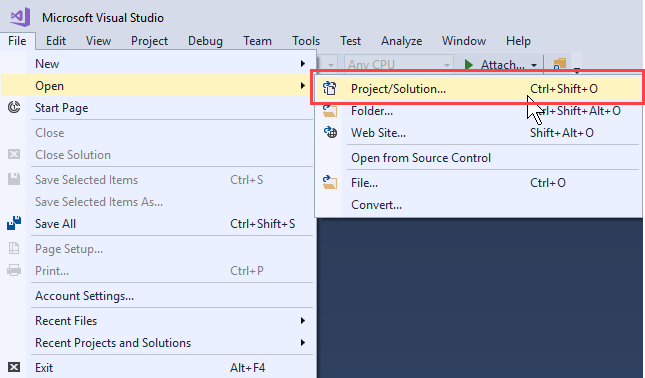 Microsoft Visual Studio
File Edit View Project Debug Team Tools Test Analyze Window Help
Any CPU Attach...
New
Open
Start Page
Close
Close Solution
Save Selected Items Ctrl+S
Save Selected Items As...
Save All Ctrl+Shift+S
Page Setup...
Print... Ctrl+P
Account Settings...
Recent Files
Recent Projects and Solutions
Exit Alt+F4
Project/Solution... Ctrl+Shift+O
Folder... Ctrl+Shift+Alt+O
Web Site... Shift+Alt+O
Open from Source Control
File... Ctrl+O
Convert...